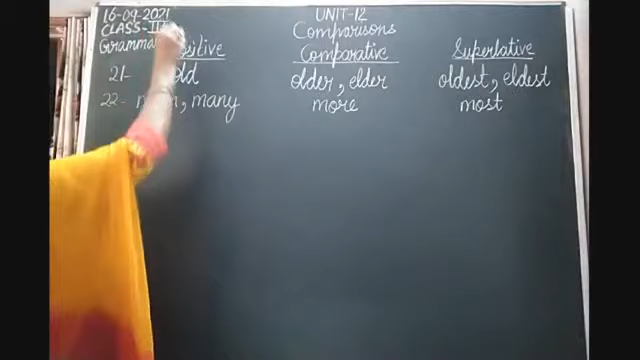 16-09-2021 UNIT-12
CLASS-III Comparisons
Grammar Positive Comparative Superlative
21- old older, elder oldest, eldest
22- many more most